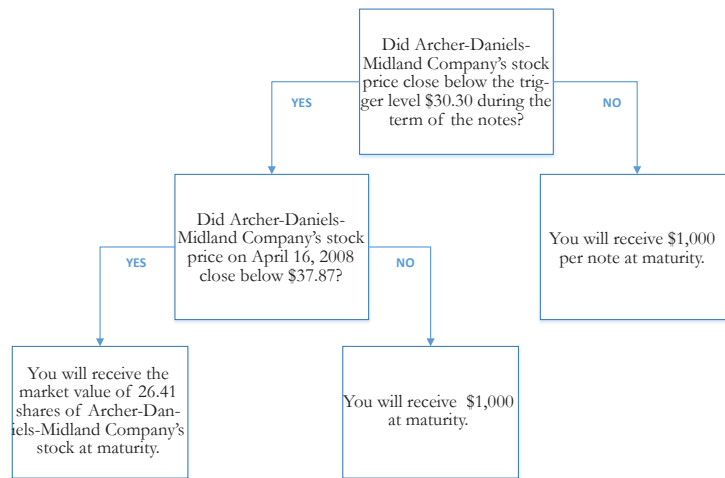 Did Archer-Daniels-
Midland Company's stock
price close below the trig-
ger level $30.30 during the
term of the notes?
YES
NO
Did Archer-Daniels-
Midland Company's stock
price on April 16, 2008
close below $37.87?
You will receive $1,000
per note at maturity.
YES
NO
You will receive the
market value of 26.41
shares of Archer-Dan-
iels-Midland Company's
stock at maturity.
You will receive $1,000
at maturity.